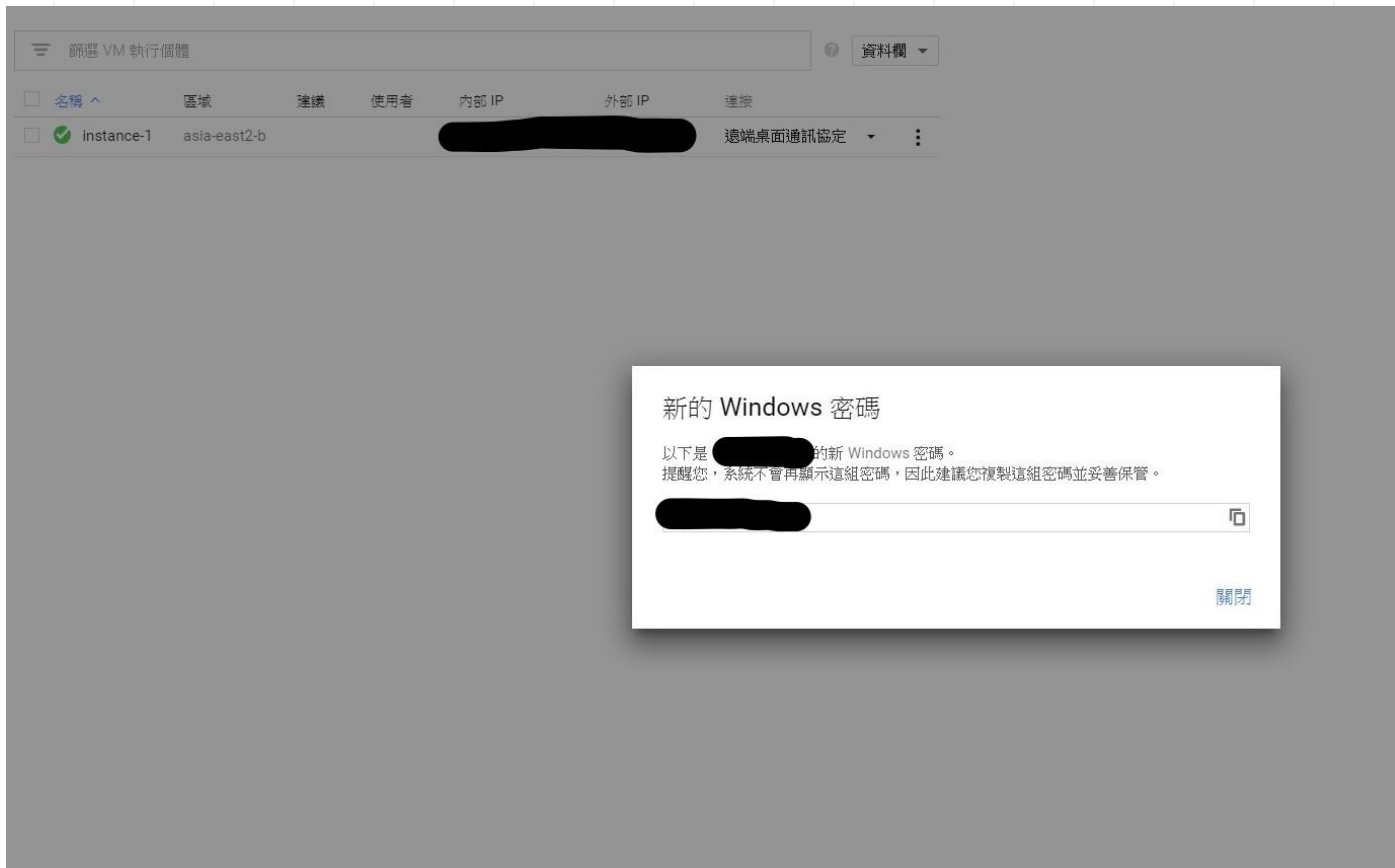 篩選 VM 執行個體
資料欄
名稱 區域 建議 使用者 內部 IP 外部 IP 連接
instance-1 asia-east2-b 遠端桌面通訊協定
新的 Windows 密碼
以下是 的新 Windows 密碼。
提醒您，系統不會再顯示這組密碼，因此建議您複製這組密碼並妥善保管。
關閉